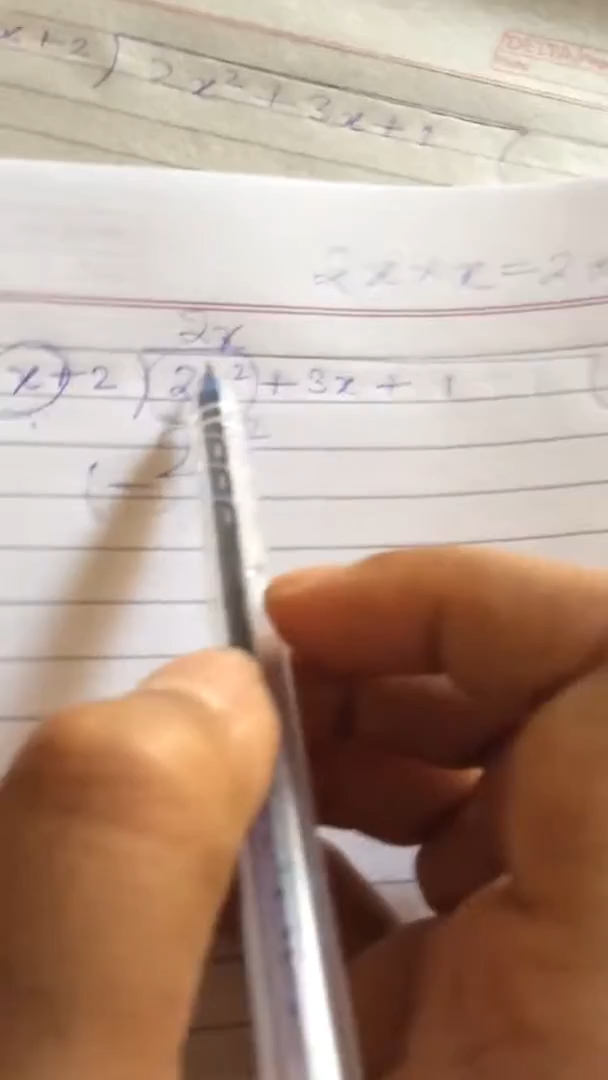 x+2 ) 2x² + 3x + 1 (
DELTA
2x × x = 2
2x
x+2 ) 2x² + 3x + 1